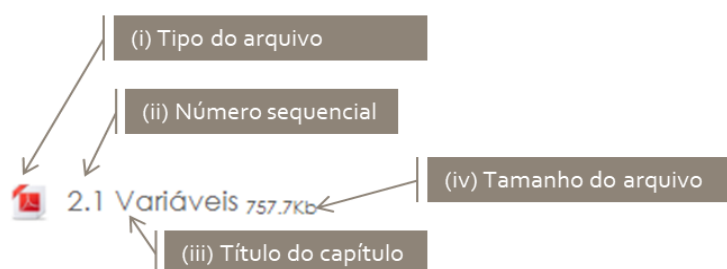 (i) Tipo do arquivo
(ii) Número sequencial
2.1 Variáveis 757.7Kb
(iv) Tamanho do arquivo
(iii) Título do capítulo